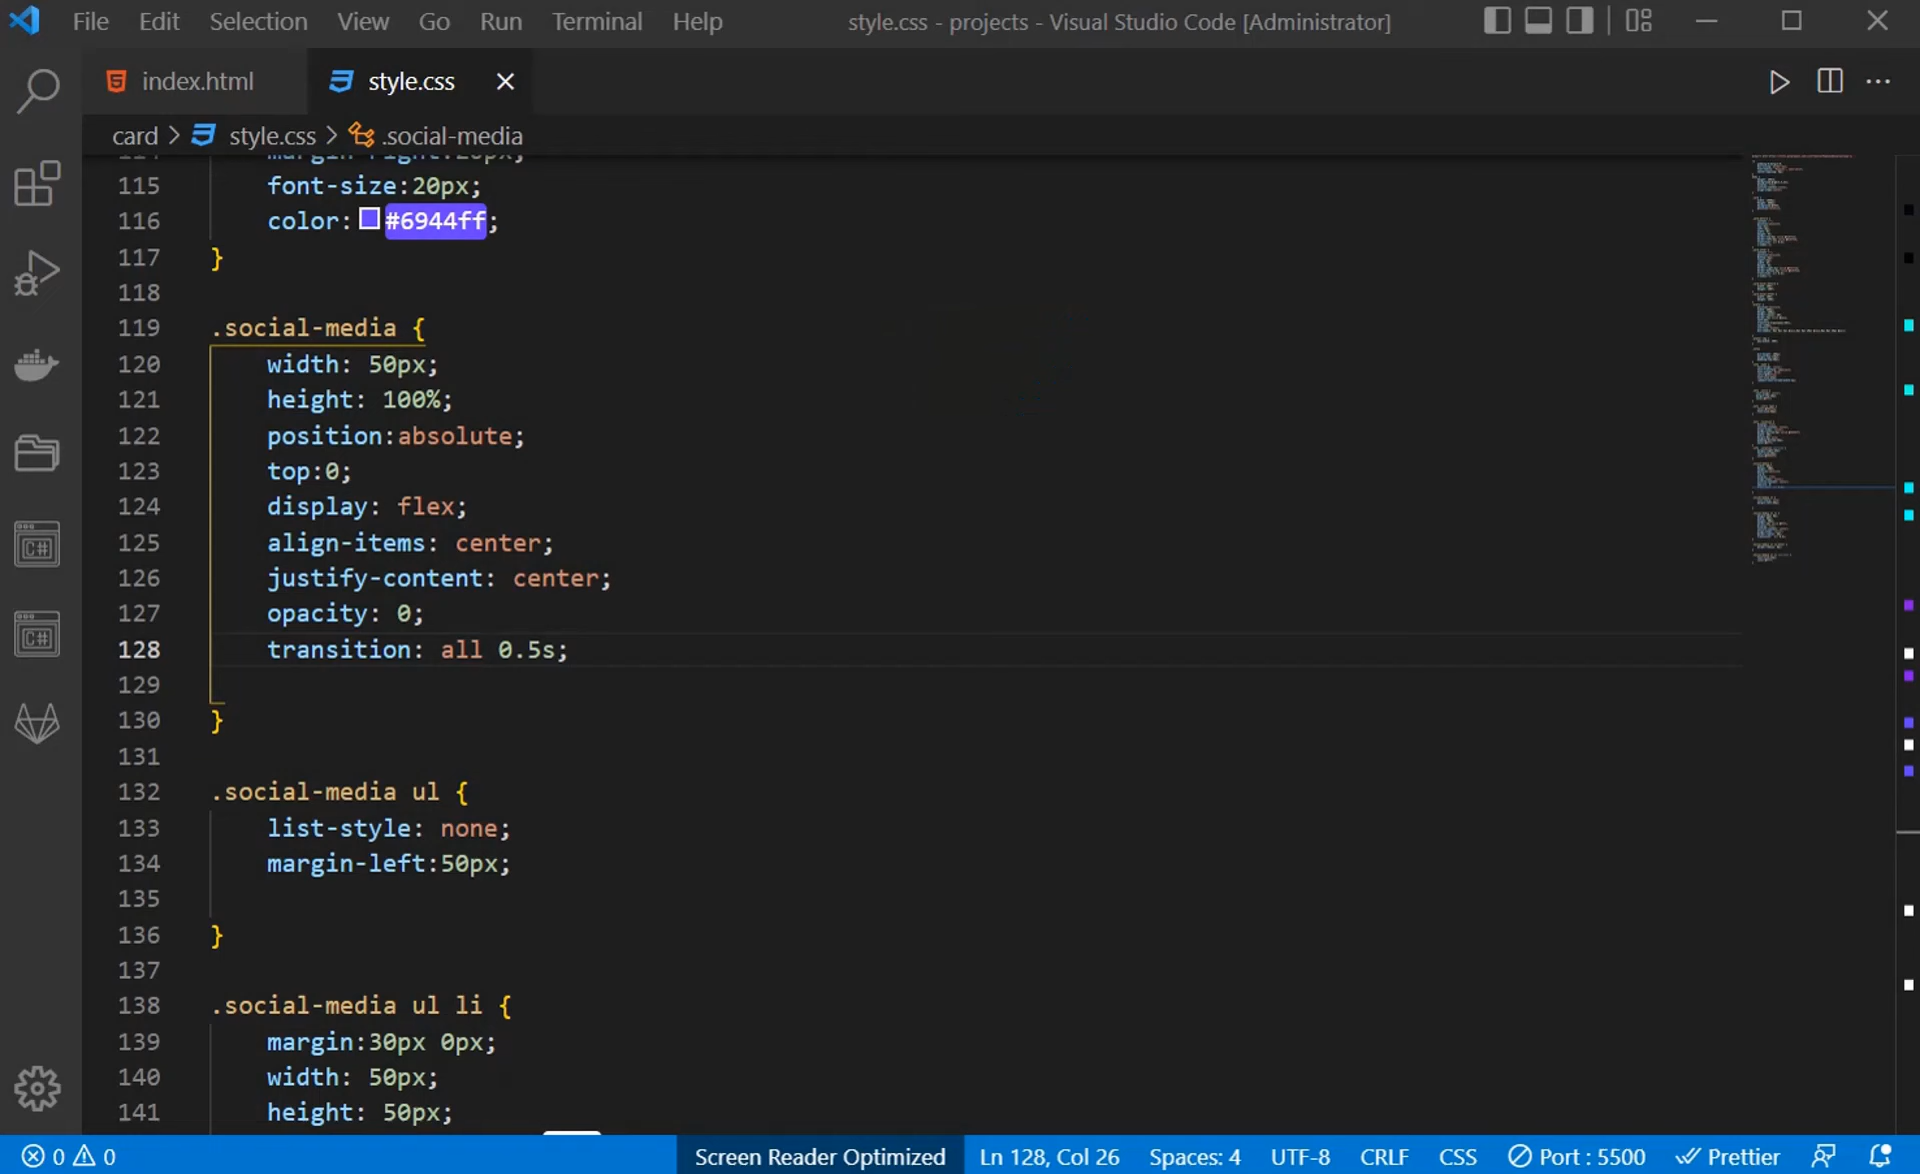 File Edit Selection View Go Run Terminal Help style.css - projects - Visual Studio Code [Administrator]
index.html style.css
card > style.css > .social-media
115 font-size:20px;
116 color: #6944ff;
117 }
118
119 .social-media {
120 width: 50px;
121 height: 100%;
122 position:absolute;
123 top:0;
124 display: flex;
125 align-items: center;
126 justify-content: center;
127 opacity: 0;
128 transition: all 0.5s;
129
130 }
131
132 .social-media ul {
133 list-style: none;
134 margin-left:50px;
135
136 }
137
138 .social-media ul li {
139 margin:30px 0px;
140 width: 50px;
141 height: 50px;
0 0 Screen Reader Optimized Ln 128, Col 26 Spaces: 4 UTF-8 CRLF CSS Port : 5500 Prettier